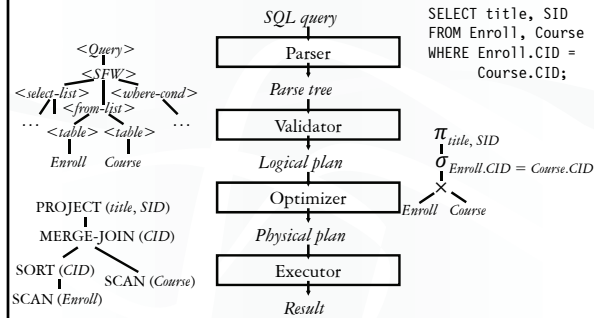 SQL query
Parser
Parse tree
Validator
Logical plan
Optimizer
Physical plan
Executor
Result
SELECT title, SID
FROM Enroll, Course
WHERE Enroll.CID =
Course.CID;
<Query>
<SFW>
<select-list> <where-cond>
<from-list>
… <table> <table> …
Enroll Course
π title, SID
σ Enroll.CID = Course.CID
×
Enroll Course
PROJECT (title, SID)
MERGE-JOIN (CID)
SORT (CID)
SCAN (Course)
SCAN (Enroll)